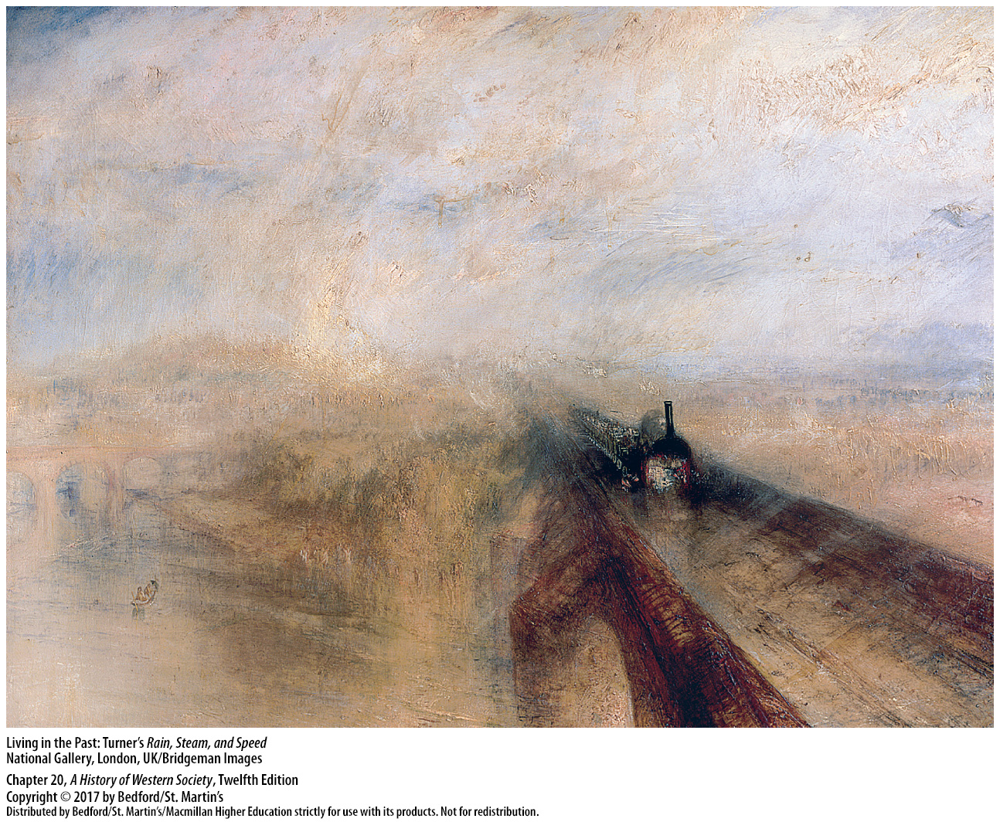 Living in the Past: Turner's Rain, Steam, and Speed
National Gallery, London, UK/Bridgeman Images
Chapter 20, A History of Western Society, Twelfth Edition
Copyright © 2017 by Bedford/St. Martin's
Distributed by Bedford/St. Martin's/Macmillan Higher Education strictly for use with its products. Not for redistribution.